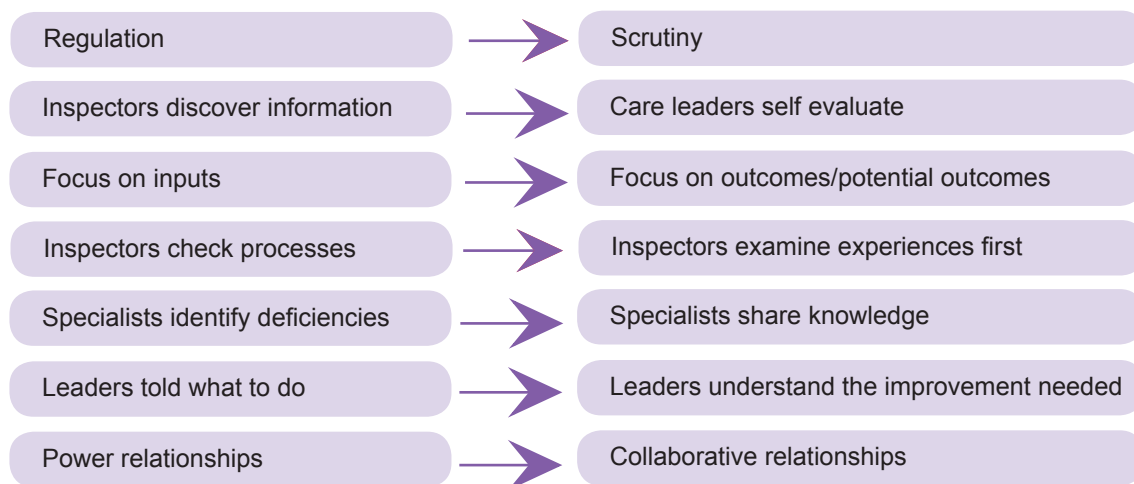 Regulation
Scrutiny
Inspectors discover information
Care leaders self evaluate
Focus on inputs
Focus on outcomes/potential outcomes
Inspectors check processes
Inspectors examine experiences first
Specialists identify deficiencies
Specialists share knowledge
Leaders told what to do
Leaders understand the improvement needed
Power relationships
Collaborative relationships